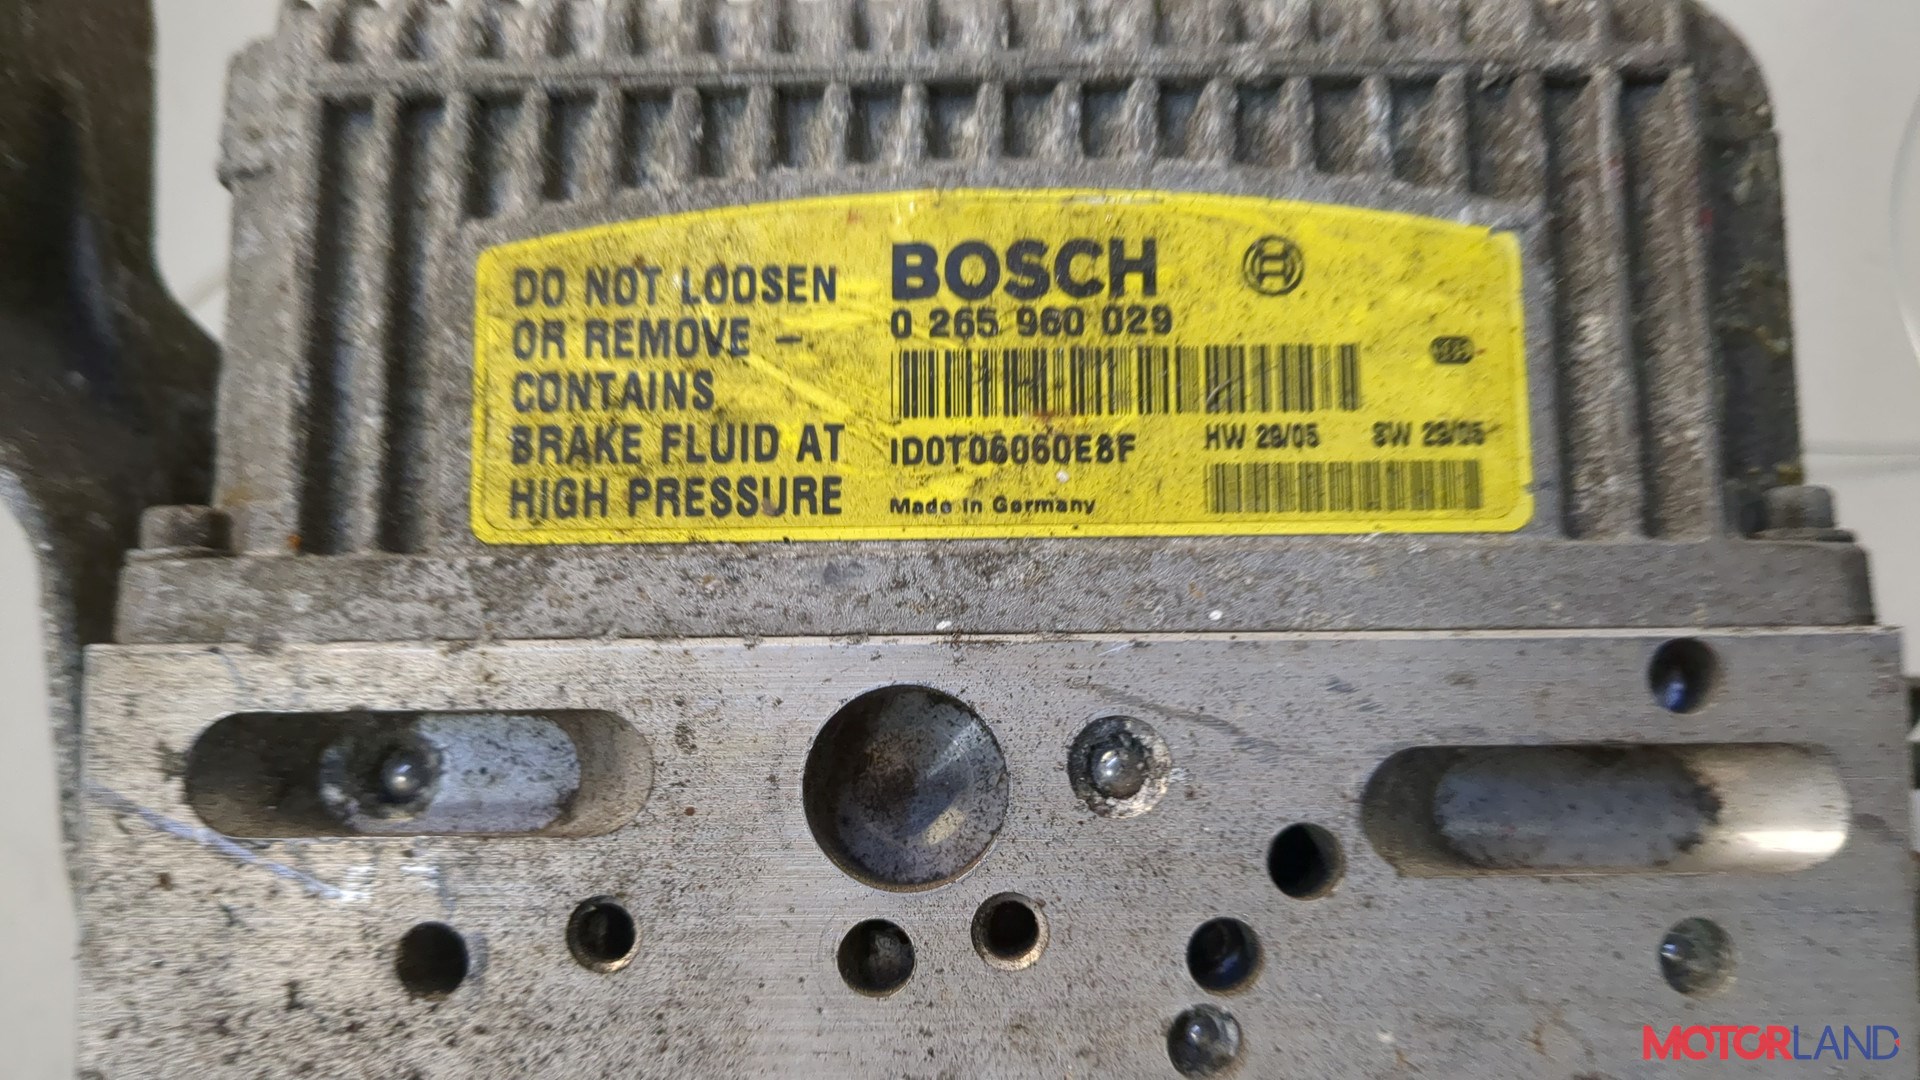 DO NOT LOOSEN
OR REMOVE –
CONTAINS
BRAKE FLUID AT
HIGH PRESSURE
BOSCH
0 265 960 029
ID0T06060E8F
HW 29/05 SW 29/05
Made in Germany
MOTORLAND